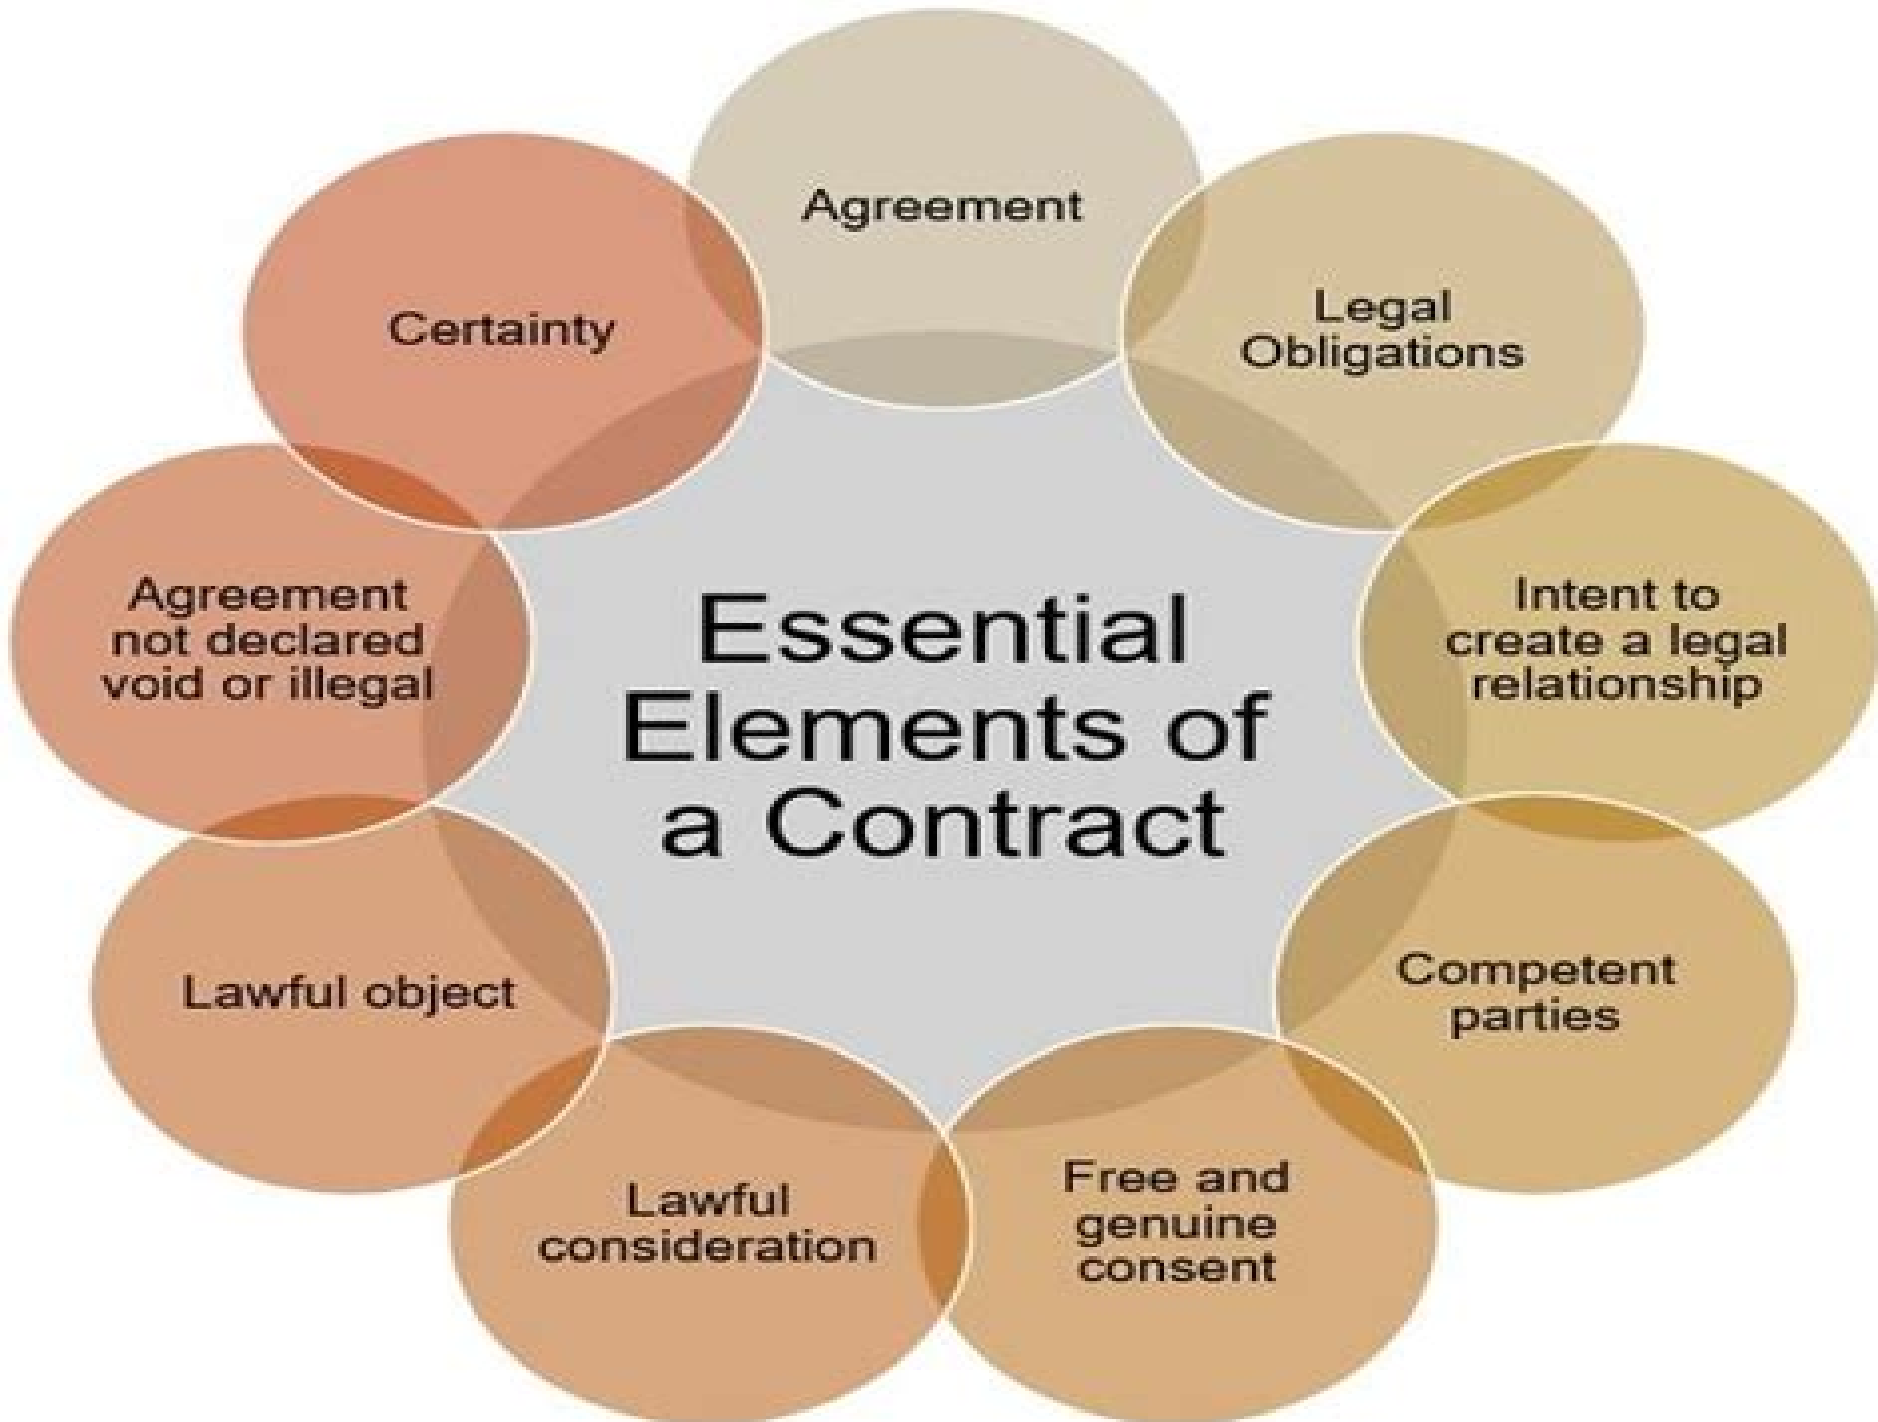 Essential
Elements of
a Contract
Agreement
Legal
Obligations
Intent to
create a legal
relationship
Competent
parties
Free and
genuine
consent
Lawful
consideration
Lawful object
Agreement
not declared
void or illegal
Certainty